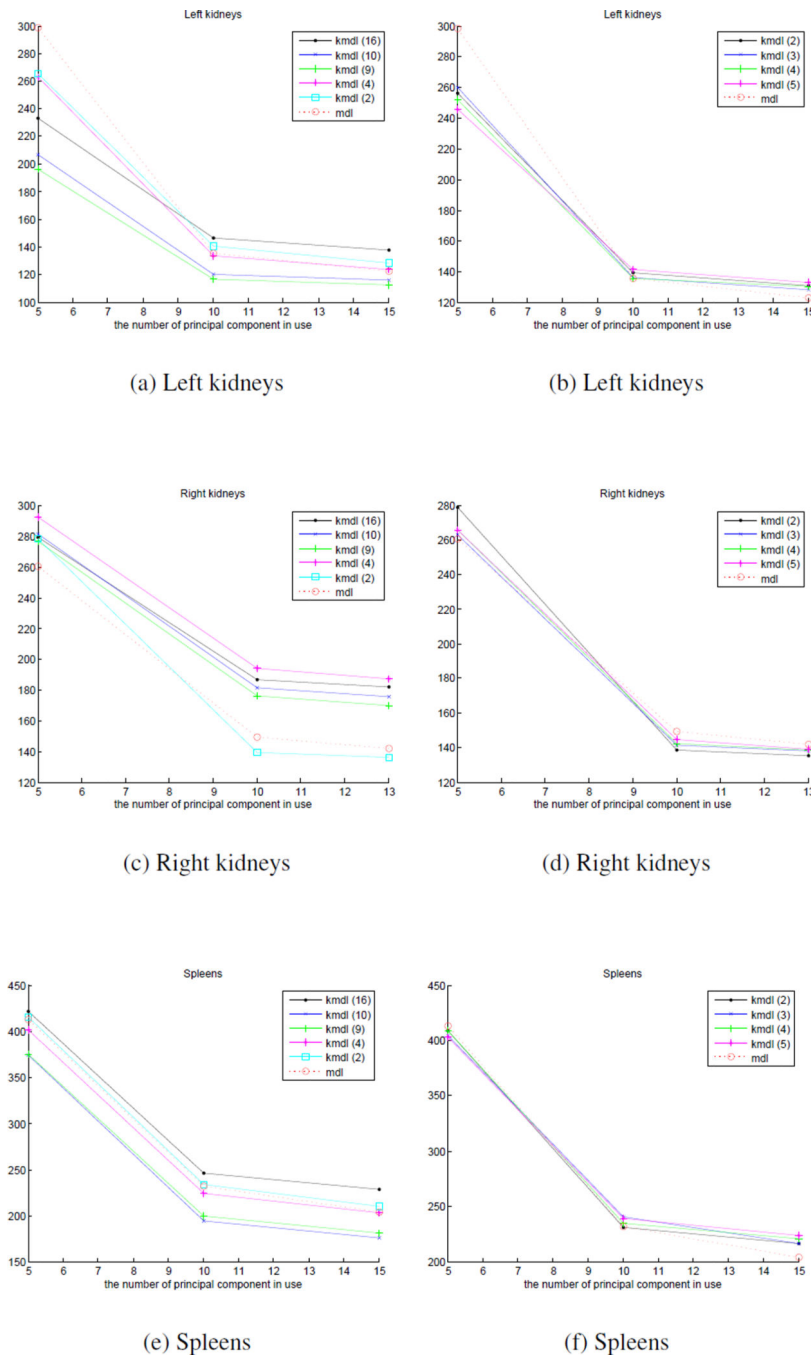 Left kidneys
300
280
260
240
220
200
180
160
140
120
100
5 6 7 8 9 10 11 12 13 14 15
the number of principal component in use
kmdl (16)
kmdl (10)
kmdl (9)
kmdl (4)
kmdl (2)
mdl
(a) Left kidneys
Left kidneys
300
280
260
240
220
200
180
160
140
120
5 6 7 8 9 10 11 12 13 14 15
the number of principal component in use
kmdl (2)
kmdl (3)
kmdl (4)
kmdl (5)
mdl
(b) Left kidneys
Right kidneys
300
280
260
240
220
200
180
160
140
120
5 6 7 8 9 10 11 12 13
the number of principal component in use
kmdl (16)
kmdl (10)
kmdl (9)
kmdl (4)
kmdl (2)
mdl
(c) Right kidneys
Right kidneys
280
260
240
220
200
180
160
140
120
5 6 7 8 9 10 11 12 13
the number of principal component in use
kmdl (2)
kmdl (3)
kmdl (4)
kmdl (5)
mdl
(d) Right kidneys
Spleens
450
400
350
300
250
200
150
5 6 7 8 9 10 11 12 13 14 15
the number of principal component in use
kmdl (16)
kmdl (10)
kmdl (9)
kmdl (4)
kmdl (2)
mdl
(e) Spleens
Spleens
450
400
350
300
250
200
5 6 7 8 9 10 11 12 13 14 15
the number of principal component in use
kmdl (2)
kmdl (3)
kmdl (4)
kmdl (5)
mdl
(f) Spleens